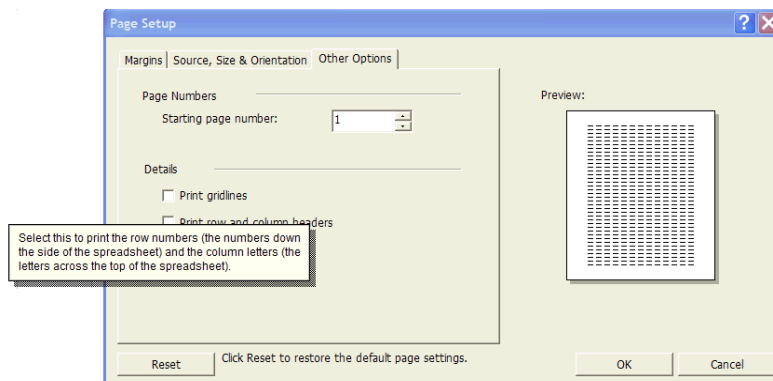 Page Setup
Margins Source, Size & Orientation Other Options
Page Numbers
Starting page number: 1
Preview:
Details
Print gridlines
Print row and column headers
Select this to print the row numbers (the numbers down
the side of the spreadsheet) and the column letters (the
letters across the top of the spreadsheet).
Reset Click Reset to restore the default page settings. OK Cancel